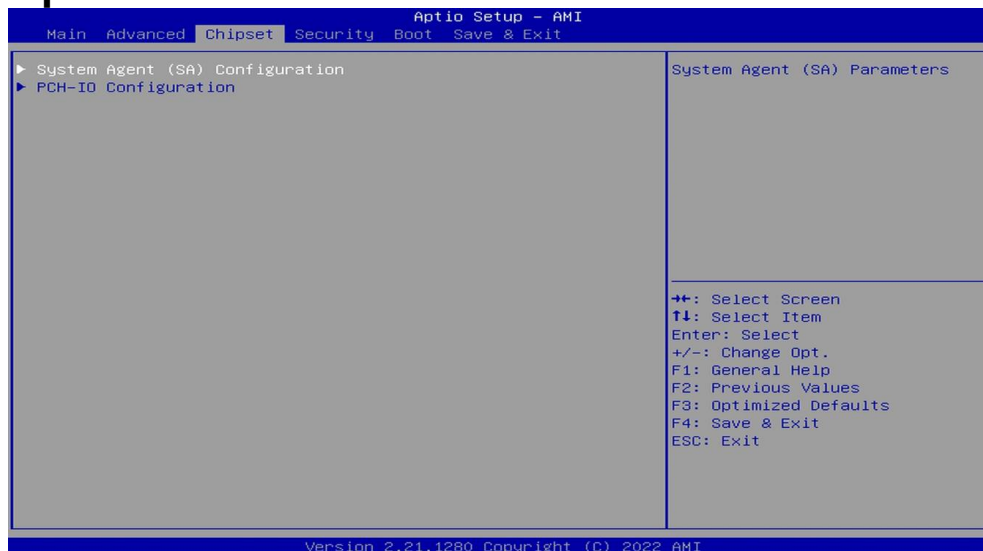 Aptio Setup – AMI
Main Advanced Chipset Security Boot Save & Exit
► System Agent (SA) Configuration
► PCH-IO Configuration
System Agent (SA) Parameters
→←: Select Screen
↑↓: Select Item
Enter: Select
+/-: Change Opt.
F1: General Help
F2: Previous Values
F3: Optimized Defaults
F4: Save & Exit
ESC: Exit
Version 2.21.1280 Copyright (C) 2022 AMI